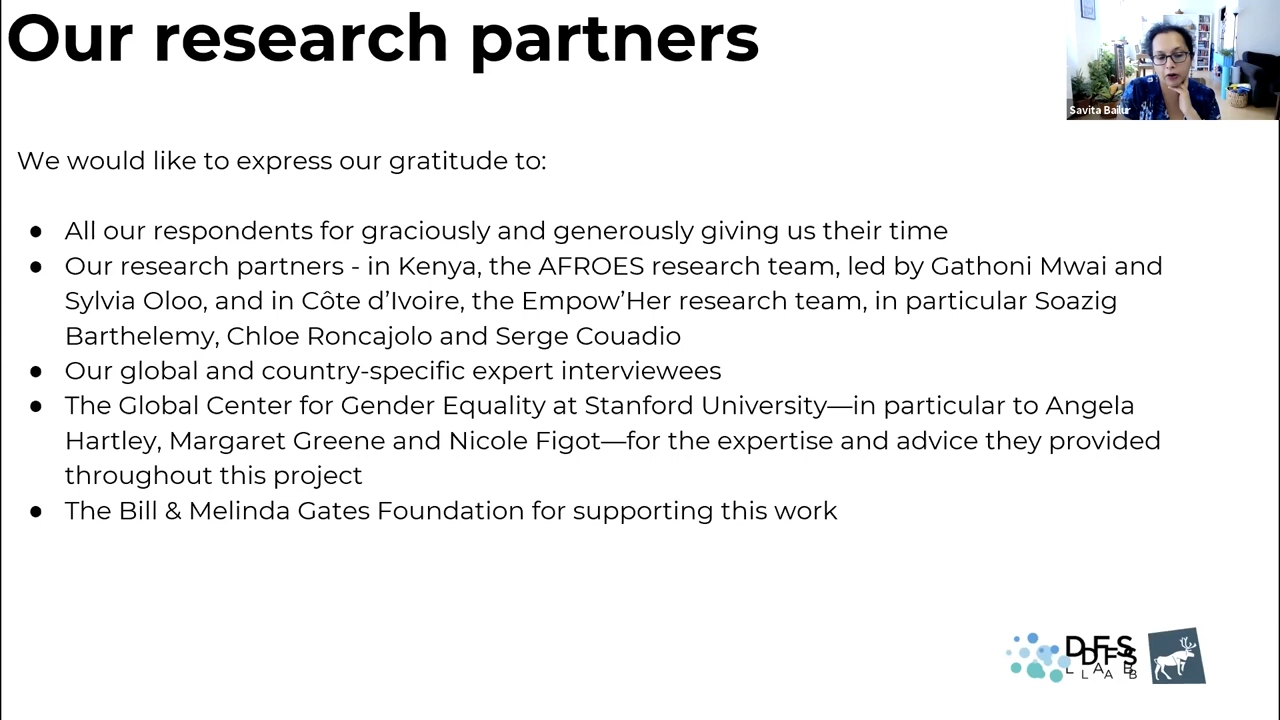 Our research partners
Savita Bailur
We would like to express our gratitude to:
● All our respondents for graciously and generously giving us their time
● Our research partners - in Kenya, the AFROES research team, led by Gathoni Mwai and
Sylvia Oloo, and in Côte d’Ivoire, the Empow’Her research team, in particular Soazig
Barthelemy, Chloe Roncajolo and Serge Couadio
● Our global and country-specific expert interviewees
● The Global Center for Gender Equality at Stanford University—in particular to Angela
Hartley, Margaret Greene and Nicole Figot—for the expertise and advice they provided
throughout this project
● The Bill & Melinda Gates Foundation for supporting this work
DFS
DFS
LAB
LAB